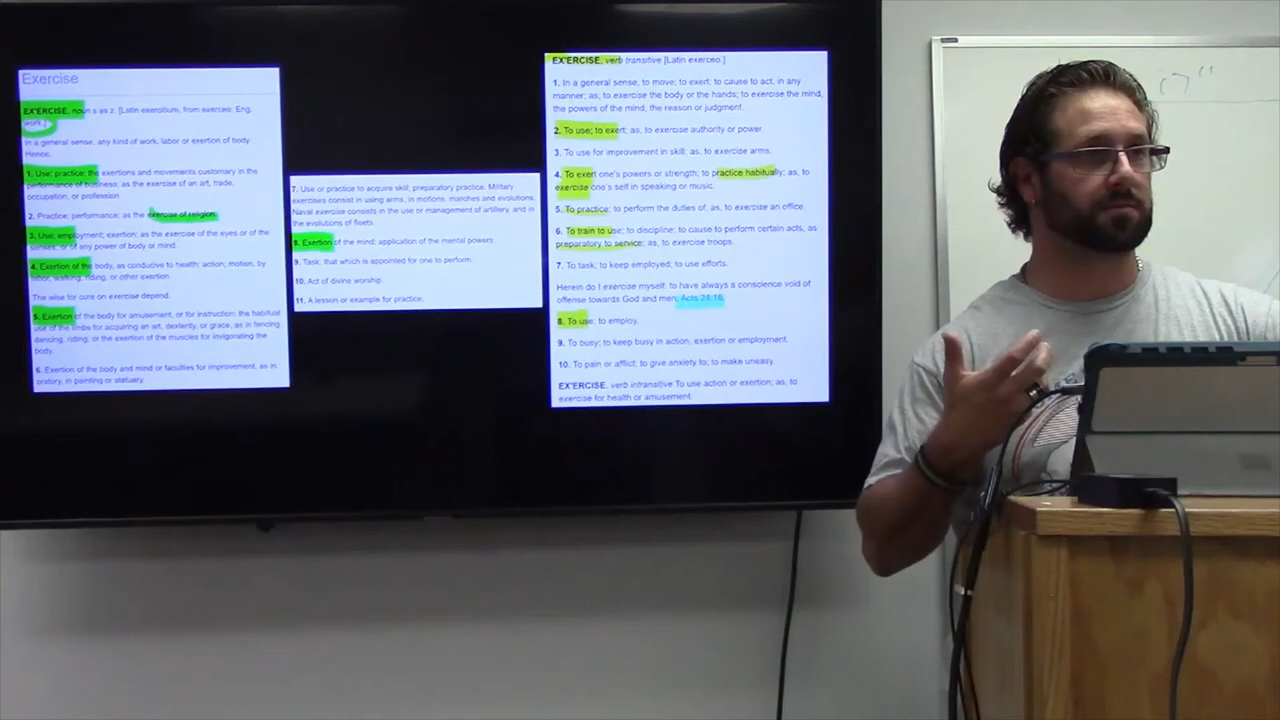 Exercise
EX'ERCISE, noun s as z. [Latin exercitium, from exerceo; Eng.
work.]
In a general sense, any kind of work, labor or exertion of body.
Hence,
1. Use; practice; the exertions and movements customary in the
performance of business; as the exercise of an art, trade,
occupation, or profession.
2. Practice; performance; as the exercise of religion.
3. Use; employment; exertion; as the exercise of the eyes or of the
senses, or of any power of body or mind.
4. Exertion of the body, as conducive to health; action; motion, by
labor, walking, riding, or other exertion.
The wise for cure on exercise depend.
5. Exertion of the body for amusement, or for instruction; the habitual
use of the limbs for acquiring an art, dexterity, or grace, as in fencing,
dancing, riding; or the exertion of the muscles for invigorating the
body.
6. Exertion of the body and mind or faculties for improvement, as in
oratory, in painting or statuary.
7. Use or practice to acquire skill; preparatory practice. Military
exercises consist in using arms, in motions, marches and evolutions.
Naval exercise consists in the use or management of artillery, and in
the evolutions of fleets.
8. Exertion of the mind; application of the mental powers.
9. Task; that which is appointed for one to perform.
10. Act of divine worship.
11. A lesson or example for practice.
EX'ERCISE, verb transitive [Latin exerceo.]
1. In a general sense, to move; to exert; to cause to act, in any
manner; as, to exercise the body or the hands; to exercise the mind,
the powers of the mind, the reason or judgment.
2. To use; to exert; as, to exercise authority or power.
3. To use for improvement in skill; as, to exercise arms.
4. To exert one's powers or strength; to practice habitually; as, to
exercise one's self in speaking or music.
5. To practice; to perform the duties of; as, to exercise an office.
6. To train to use; to discipline; to cause to perform certain acts, as
preparatory to service; as, to exercise troops.
7. To task; to keep employed; to use efforts.
Herein do I exercise myself, to have always a conscience void of
offense towards God and men. Acts 24:16.
8. To use; to employ.
9. To busy; to keep busy in action, exertion or employment.
10. To pain or afflict; to give anxiety to; to make uneasy.
EX'ERCISE, verb intransitive To use action or exertion; as, to
exercise for health or amusement.